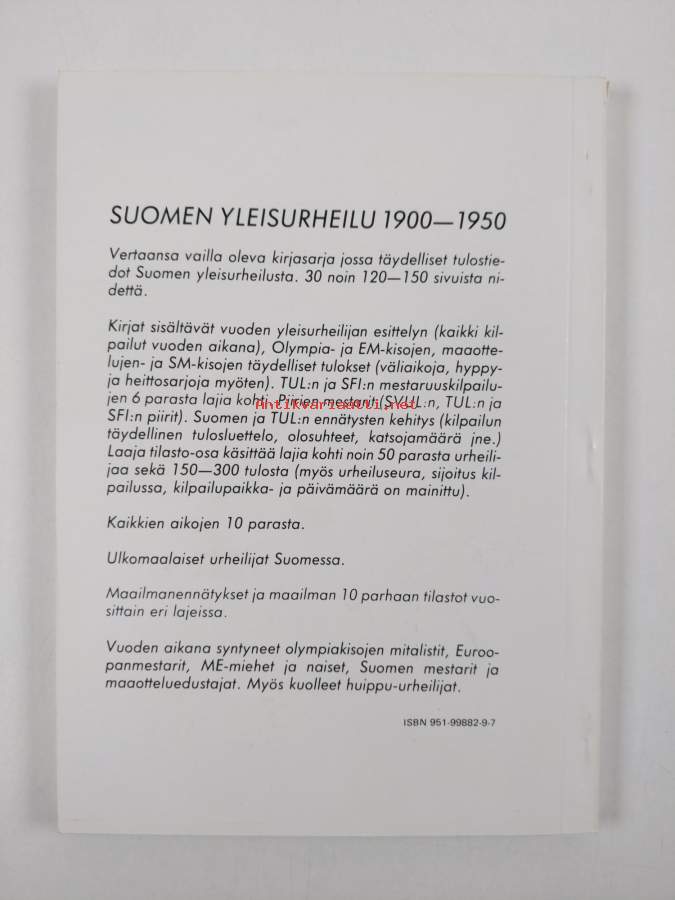 SUOMEN YLEISURHEILU 1900—1950
Vertaansa vailla oleva kirjasarja jossa täydelliset tulostie-
dot Suomen yleisurheilusta. 30 noin 120—150 sivuista ni-
dettä.
Kirjat sisältävät vuoden yleisurheilijan esittelyn (kaikki kil-
pailut vuoden aikana), Olympia- ja EM-kisojen, maaotte-
lujen- ja SM-kisojen täydelliset tulokset (väliaikoja, hyppy-
ja heittosarjoja myöten). TUL:n ja SFI:n mestaruuskilpailu-
jen 6 parasta lajia kohti. Piirien mestarit (SVUL:n, TUL:n ja
Antikvariaatti.net
SFI:n piirit). Suomen ja TUL:n ennätysten kehitys (kilpailun
täydellinen tulosluettelo, olosuhteet, katsojamäärä jne.)
Laaja tilasto-osa käsittää lajia kohti noin 50 parasta urheili-
jaa sekä 150—300 tulosta (myös urheiluseura, sijoitus kil-
pailussa, kilpailupaikka- ja päivämäärä on mainittu).
Kaikkien aikojen 10 parasta.
Ulkomaalaiset urheilijat Suomessa.
Maailmanennätykset ja maailman 10 parhaan tilastot vuo-
sittain eri lajeissa.
Vuoden aikana syntyneet olympiakisojen mitalistit, Euroo-
panmestarit, ME-miehet ja naiset, Suomen mestarit ja
maaotteluedustajat. Myös kuolleet huippu-urheilijat.
ISBN 951-99882-9-7